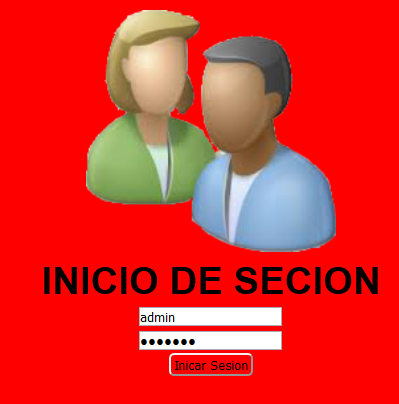 INICIO DE SECION
admin
●●●●●●●
Inicar Sesion